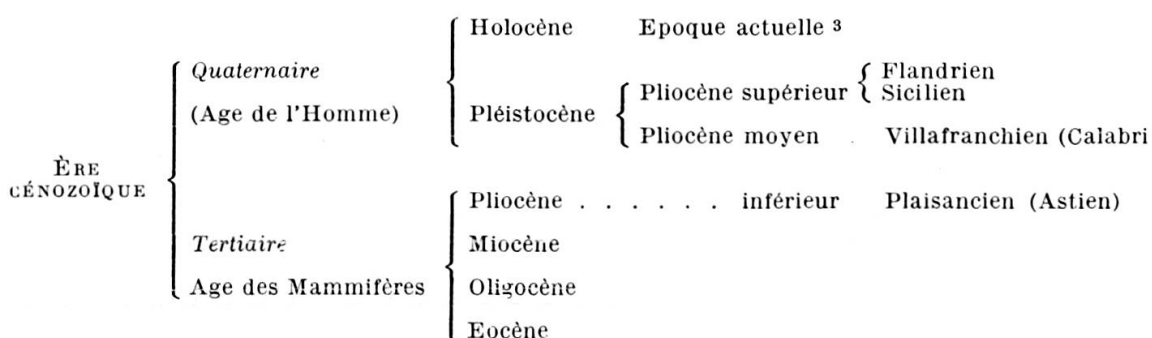 Holocène Epoque actuelle ³
Quaternaire Flandrien
Pliocène supérieur Sicilien
(Age de l'Homme) Pléistocène
Pliocène moyen Villafranchien (Calabri
ÈRE
CÉNOZOÏQUE
Pliocène . . . . . . inférieur Plaisancien (Astien)
Tertiaire Miocène
Age des Mammifères Oligocène
Eocène